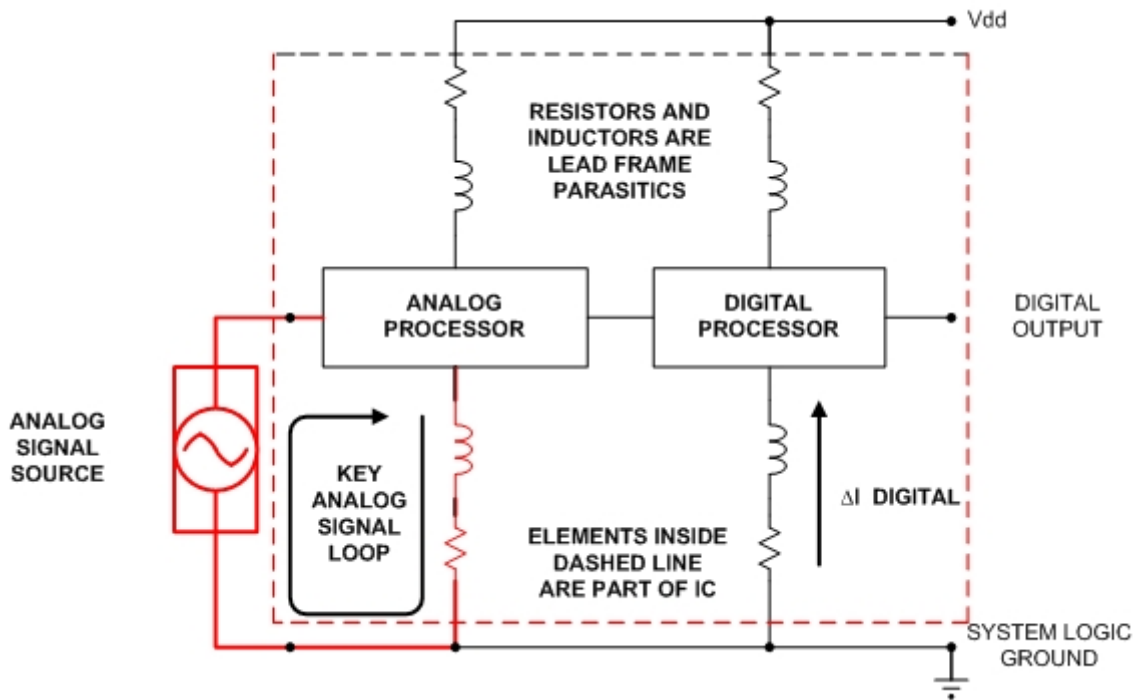 Vdd
RESISTORS AND
INDUCTORS ARE
LEAD FRAME
PARASITICS
ANALOG
PROCESSOR
DIGITAL
PROCESSOR
DIGITAL
OUTPUT
ANALOG
SIGNAL
SOURCE
KEY
ANALOG
SIGNAL
LOOP
ΔI DIGITAL
ELEMENTS INSIDE
DASHED LINE
ARE PART OF IC
SYSTEM LOGIC
GROUND